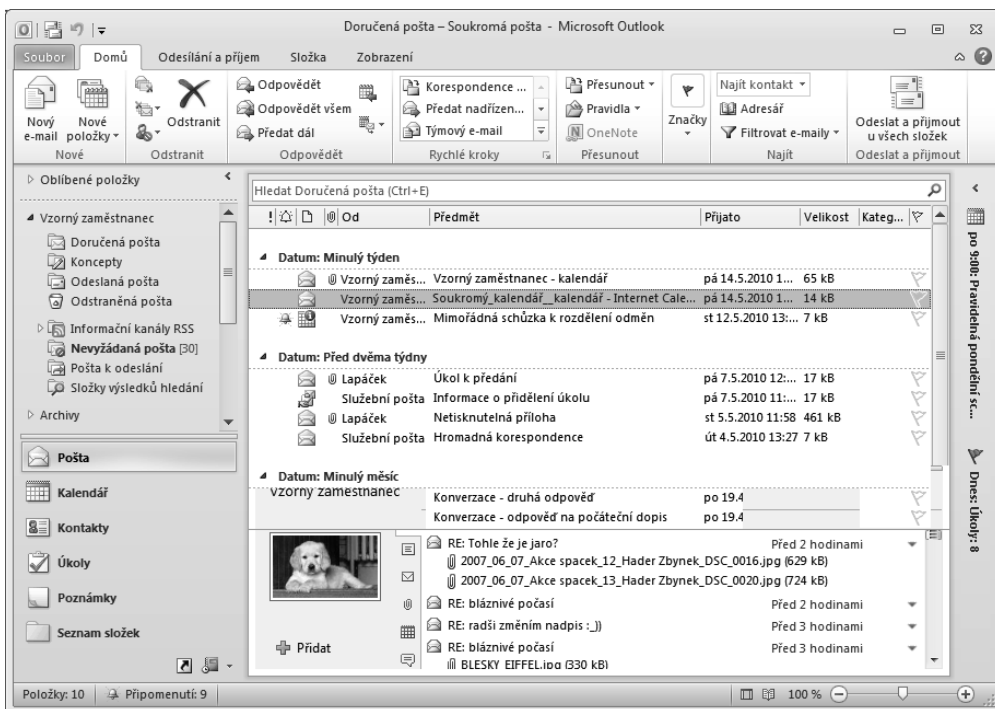 Doručená pošta – Soukromá pošta - Microsoft Outlook
Soubor Domů Odesílání a příjem Složka Zobrazení
Nový e-mail
Nové položky
Nové
Odstranit
Odstranit
Odpovědět
Odpovědět všem
Předat dál
Odpovědět
Korespondence ...
Předat nadřízen...
Týmový e-mail
Rychlé kroky
Přesunout
Pravidla
OneNote
Přesunout
Značky
Najít kontakt
Adresář
Filtrovat e-maily
Najít
Odeslat a přijmout
u všech složek
Odeslat a přijmout
Oblíbené položky
Vzorný zaměstnanec
Doručená pošta
Koncepty
Odeslaná pošta
Odstraněná pošta
Informační kanály RSS
Nevyžádaná pošta [30]
Pošta k odeslání
Složky výsledků hledání
Archivy
Pošta
Kalendář
Kontakty
Úkoly
Poznámky
Seznam složek
Hledat Doručená pošta (Ctrl+E)
! Od Předmět Přijato Velikost Kateg...
Datum: Minulý týden
Vzorný zaměs... Vzorný zaměstnanec - kalendář pá 14.5.2010 1... 65 kB
Vzorný zaměs... Soukromý_kalendář__kalendář - Internet Cale... pá 14.5.2010 1... 14 kB
Vzorný zaměs... Mimořádná schůzka k rozdělení odměn st 12.5.2010 13:... 7 kB
Datum: Před dvěma týdny
Lapáček Úkol k předání pá 7.5.2010 12:... 17 kB
Služební pošta Informace o přidělení úkolu pá 7.5.2010 11:... 17 kB
Lapáček Netisknutelná příloha st 5.5.2010 11:58 461 kB
Služební pošta Hromadná korespondence út 4.5.2010 13:27 7 kB
Datum: Minulý měsíc
Vzorný zaměstnanec
Konverzace - druhá odpověď po 19.4
Konverzace - odpověď na počáteční dopis po 19.4
RE: Tohle že je jaro? Před 2 hodinami
2007_06_07_Akce spacek_12_Hader Zbynek_DSC_0016.jpg (629 kB)
2007_06_07_Akce spacek_13_Hader Zbynek_DSC_0020.jpg (724 kB)
RE: bláznivé počasí Před 2 hodinami
RE: radši změním nadpis :_)) Před 3 hodinami
RE: bláznivé počasí Před 3 hodinami
BLESKY_EIFFEL.jpg (330 kB)
Přidat
po 9:00: Pravidelná pondělní sc...
Dnes: Úkoly: 8
Položky: 10 Připomenutí: 9 100 %